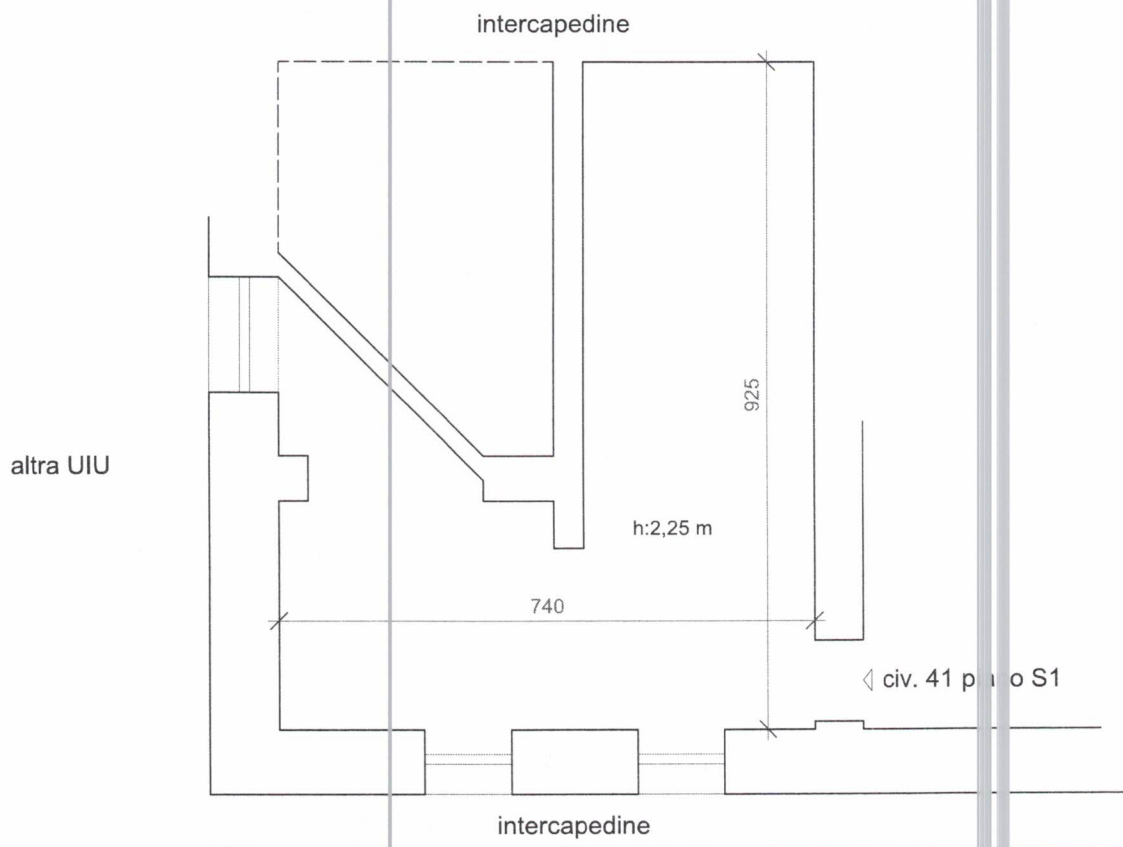 intercapedine
925
altra UIU
h:2,25 m
740
civ. 41 p o S1
intercapedine